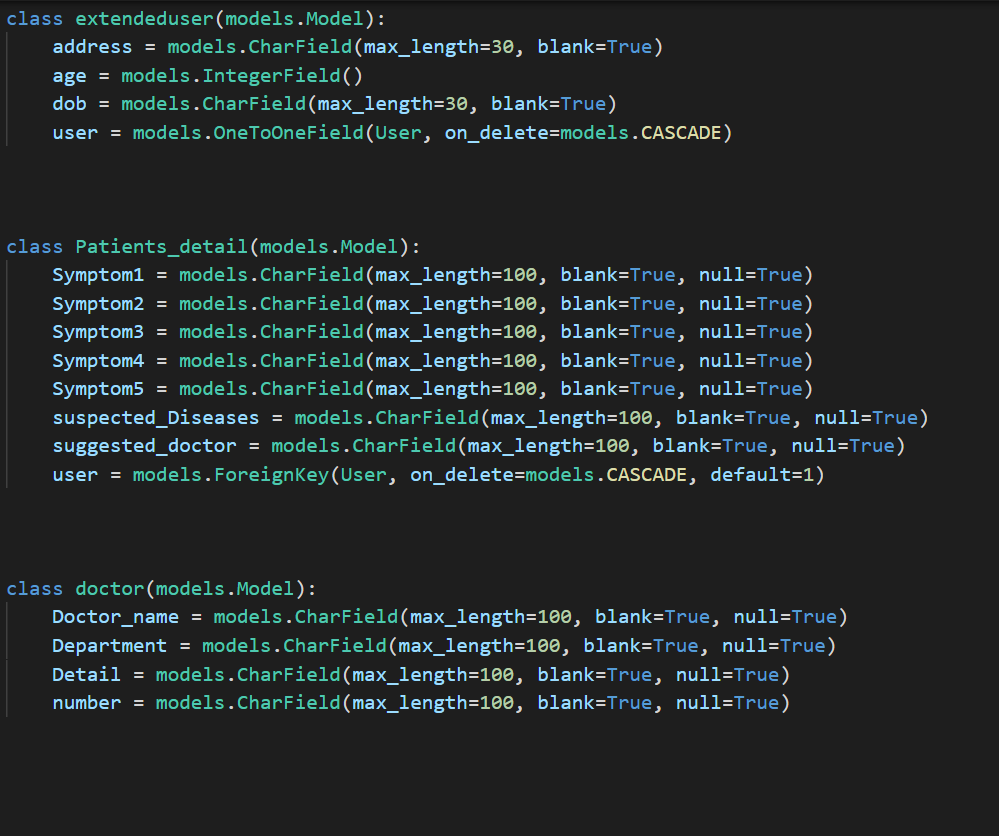 class extendeduser(models.Model):
    address = models.CharField(max_length=30, blank=True)
    age = models.IntegerField()
    dob = models.CharField(max_length=30, blank=True)
    user = models.OneToOneField(User, on_delete=models.CASCADE)
class Patients_detail(models.Model):
    Symptom1 = models.CharField(max_length=100, blank=True, null=True)
    Symptom2 = models.CharField(max_length=100, blank=True, null=True)
    Symptom3 = models.CharField(max_length=100, blank=True, null=True)
    Symptom4 = models.CharField(max_length=100, blank=True, null=True)
    Symptom5 = models.CharField(max_length=100, blank=True, null=True)
    suspected_Diseases = models.CharField(max_length=100, blank=True, null=True)
    suggested_doctor = models.CharField(max_length=100, blank=True, null=True)
    user = models.ForeignKey(User, on_delete=models.CASCADE, default=1)
class doctor(models.Model):
    Doctor_name = models.CharField(max_length=100, blank=True, null=True)
    Department = models.CharField(max_length=100, blank=True, null=True)
    Detail = models.CharField(max_length=100, blank=True, null=True)
    number = models.CharField(max_length=100, blank=True, null=True)